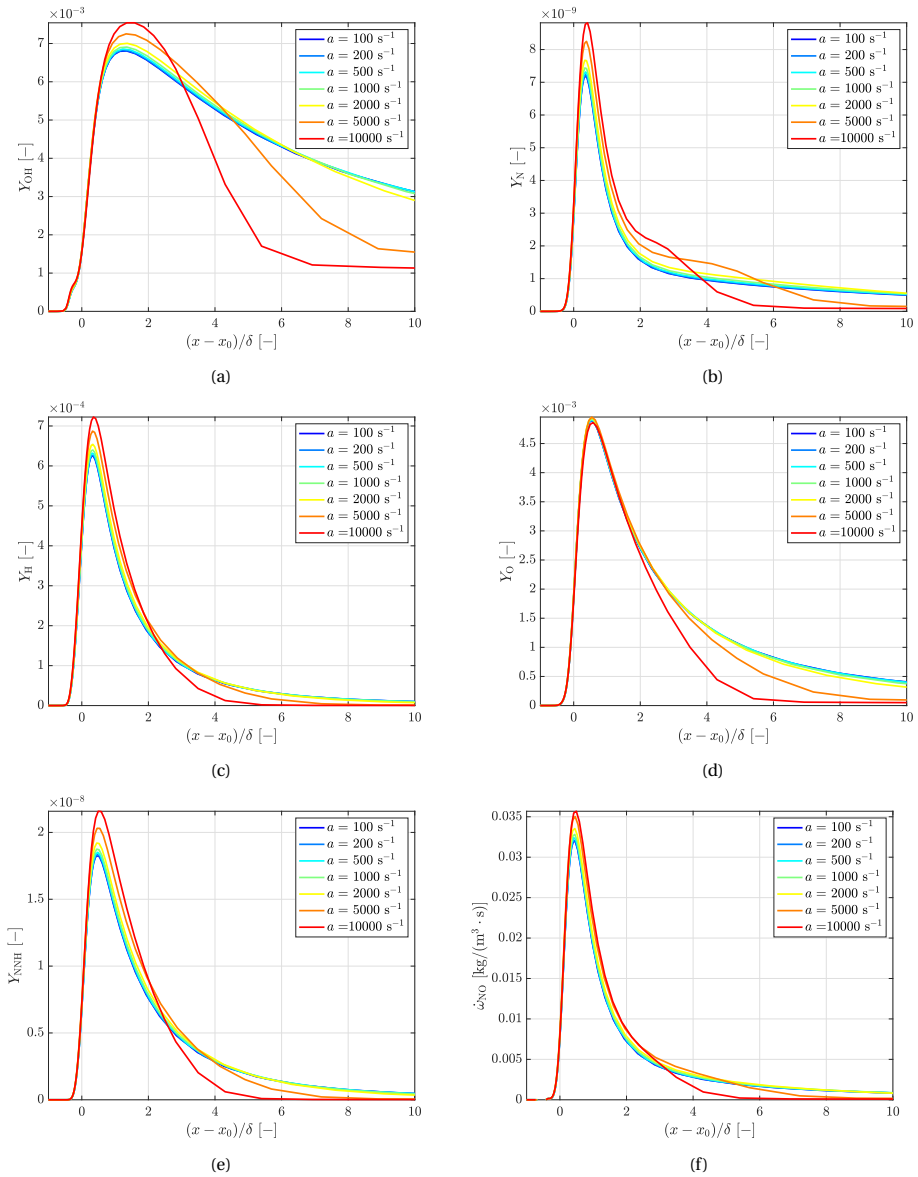 ×10⁻³
7
6
5
4
3
2
1
0
Y_OH [−]
0 2 4 6 8 10
(x − x₀)/δ [−]
a = 100 s⁻¹
a = 200 s⁻¹
a = 500 s⁻¹
a = 1000 s⁻¹
a = 2000 s⁻¹
a = 5000 s⁻¹
a =10000 s⁻¹
(a)
×10⁻⁹
8
7
6
5
4
3
2
1
0
Y_N [−]
0 2 4 6 8 10
(x − x₀)/δ [−]
a = 100 s⁻¹
a = 200 s⁻¹
a = 500 s⁻¹
a = 1000 s⁻¹
a = 2000 s⁻¹
a = 5000 s⁻¹
a =10000 s⁻¹
(b)
×10⁻⁴
7
6
5
4
3
2
1
0
Y_H [−]
0 2 4 6 8 10
(x − x₀)/δ [−]
a = 100 s⁻¹
a = 200 s⁻¹
a = 500 s⁻¹
a = 1000 s⁻¹
a = 2000 s⁻¹
a = 5000 s⁻¹
a =10000 s⁻¹
(c)
×10⁻³
4.5
4
3.5
3
2.5
2
1.5
1
0.5
0
Y_O [−]
0 2 4 6 8 10
(x − x₀)/δ [−]
a = 100 s⁻¹
a = 200 s⁻¹
a = 500 s⁻¹
a = 1000 s⁻¹
a = 2000 s⁻¹
a = 5000 s⁻¹
a =10000 s⁻¹
(d)
×10⁻⁸
2
1.5
1
0.5
0
Y_NNH [−]
0 2 4 6 8 10
(x − x₀)/δ [−]
a = 100 s⁻¹
a = 200 s⁻¹
a = 500 s⁻¹
a = 1000 s⁻¹
a = 2000 s⁻¹
a = 5000 s⁻¹
a =10000 s⁻¹
(e)
0.035
0.03
0.025
0.02
0.015
0.01
0.005
0
ω̇_NO [kg/(m³ · s)]
0 2 4 6 8 10
(x − x₀)/δ [−]
a = 100 s⁻¹
a = 200 s⁻¹
a = 500 s⁻¹
a = 1000 s⁻¹
a = 2000 s⁻¹
a = 5000 s⁻¹
a =10000 s⁻¹
(f)